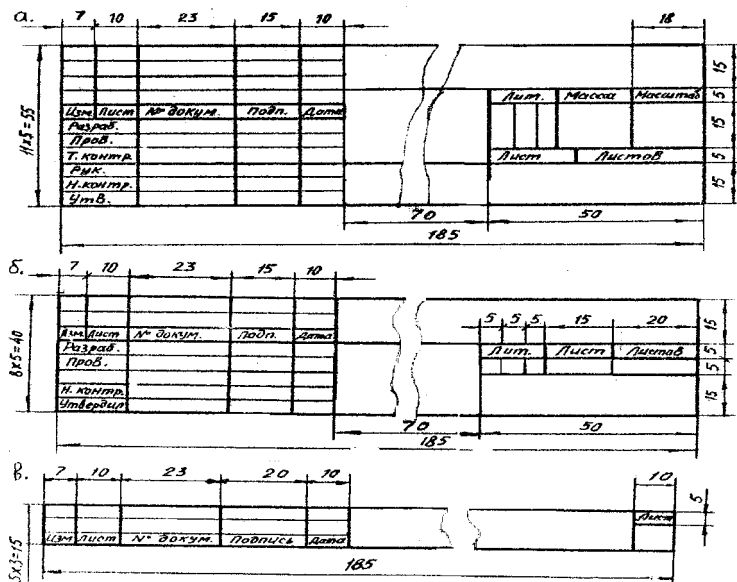 а. 7 10 23 15 10 18
11x5=55
15
Лит. Масса Масштаб 5
Изм Лист № докум. Подп. Дата
15
Разраб.
Пров.
Т. контр. Лист Листов 5
Рук.
Н. контр. 15
Утв.
70 50
185
б. 7 10 23 15 10
8x5=40
5 5 5 15 20 15
Изм. Лист № докум. Подп. Дата
Разраб. Лит. Лист Листов 5
Пров. 5
15
Н. контр.
Утвердил
70 50
185
в. 7 10 23 20 10 10
5
Лист
5x3=15
Изм Лист № докум. Подпись Дата
185